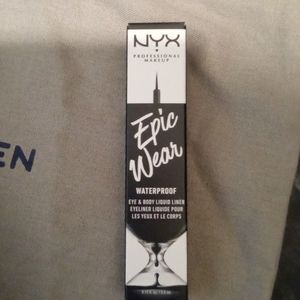 NYX
PROFESSIONAL MAKEUP
Epic
Wear
EN
WATERPROOF
EYE & BODY LIQUID LINER
EYELINER LIQUIDE POUR
LES YEUX ET LE CORPS